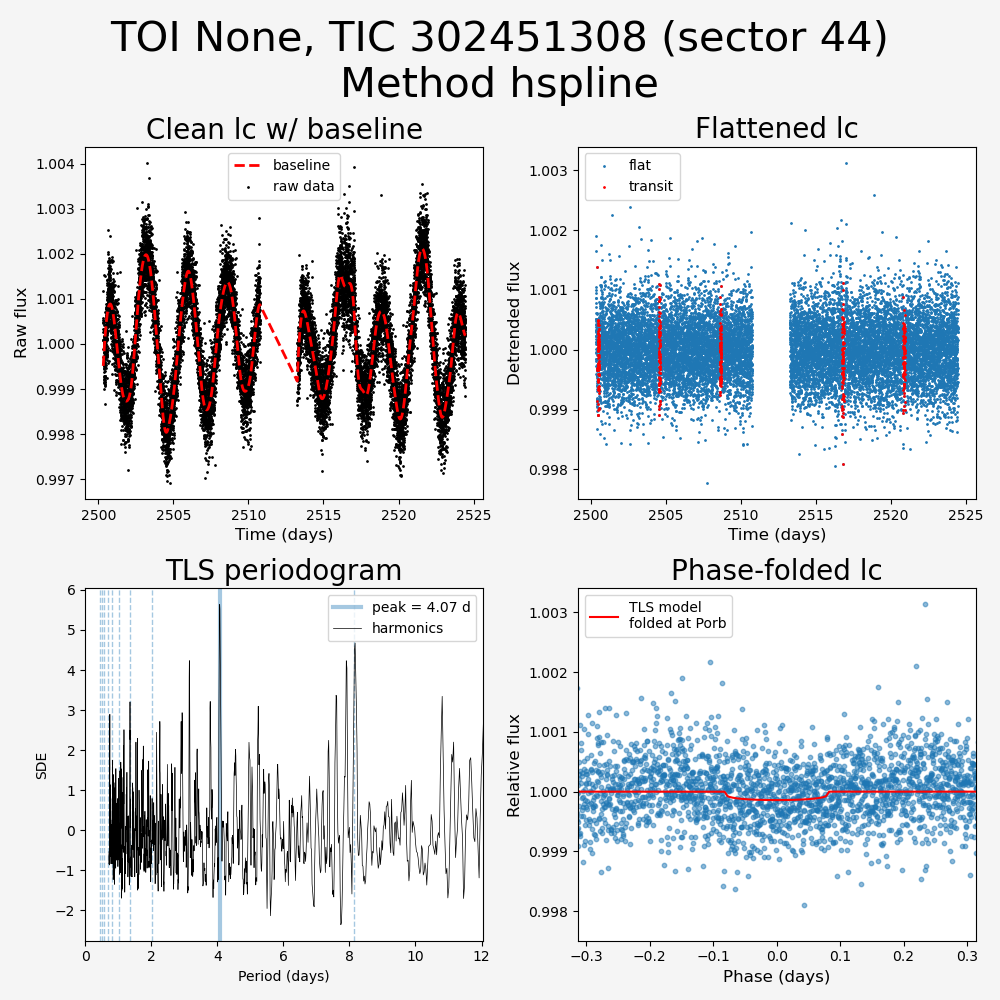 TOI None, TIC 302451308 (sector 44)
Method hspline
Clean lc w/ baseline
baseline
raw data
1.004
1.003
1.002
1.001
1.000
0.999
0.998
0.997
Raw flux
2500
2505
2510
2515
2520
2525
Time (days)
Flattened lc
flat
transit
1.003
1.002
1.001
1.000
0.999
0.998
Detrended flux
2500
2505
2510
2515
2520
2525
Time (days)
TLS periodogram
peak = 4.07 d
harmonics
6
5
4
3
2
1
0
−1
−2
SDE
0
2
4
6
8
10
12
Period (days)
Phase-folded lc
TLS model
folded at Porb
1.003
1.002
1.001
1.000
0.999
0.998
Relative flux
−0.3
−0.2
−0.1
0.0
0.1
0.2
0.3
Phase (days)